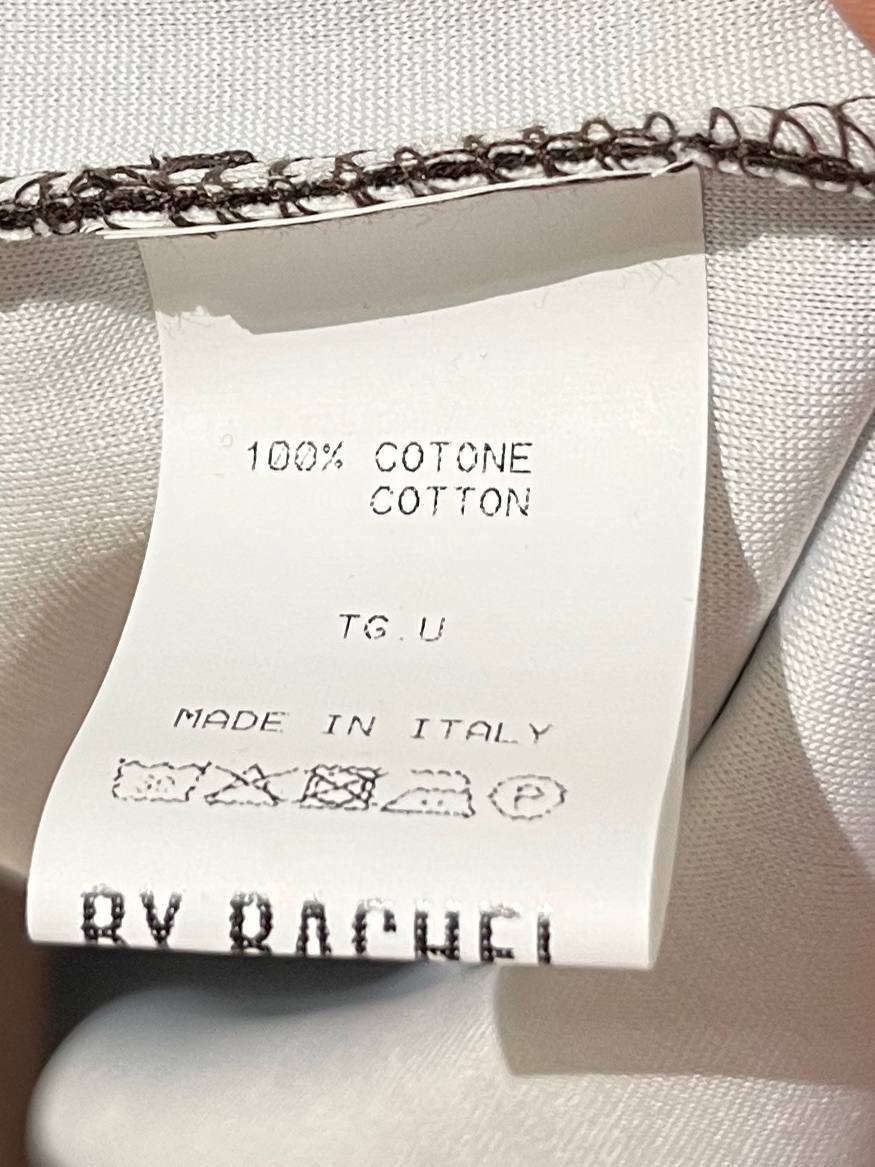 100% COTONE
COTTON
TG.U
MADE IN ITALY
P
BY RACHEL